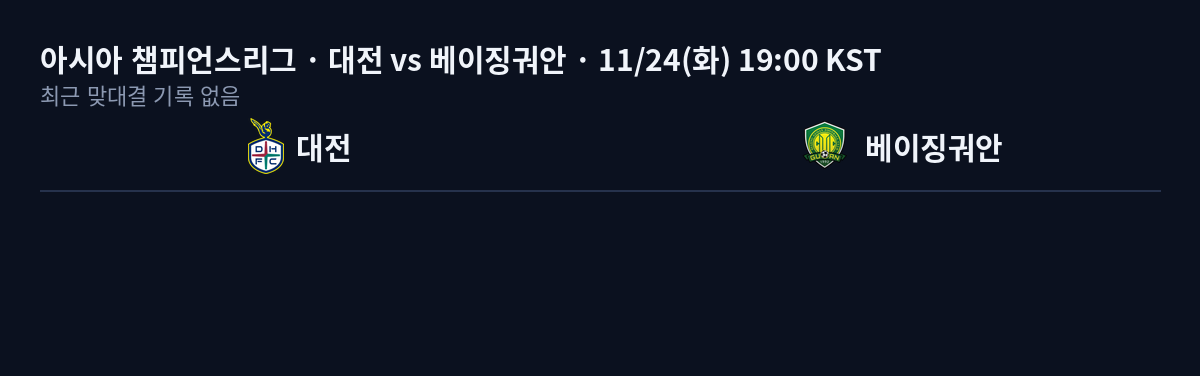 아시아 챔피언스리그 · 대전 vs 베이징궈안 · 11/24(화) 19:00 KST
최근 맞대결 기록 없음
DHFC 대전
GUOAN 베이징궈안